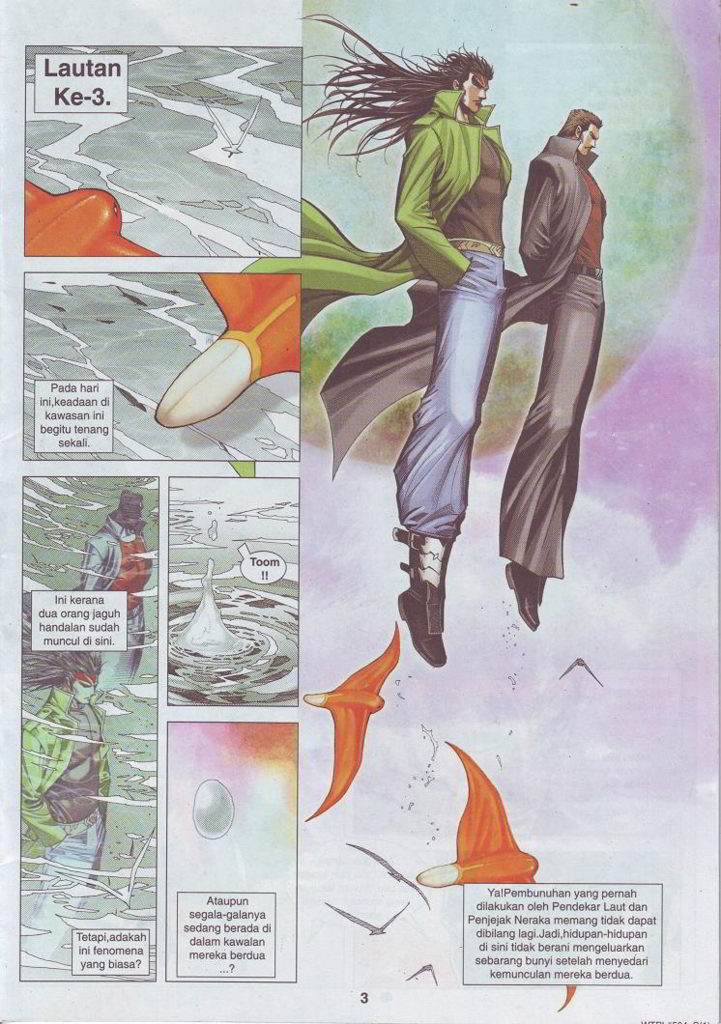 Lautan
Ke-3.
Pada hari
ini,keadaan di
kawasan ini
begitu tenang
sekali.
Ini kerana
dua orang jaguh
handalan sudah
muncul di sini.
Toom
!!
Tetapi,adakah
ini fenomena
yang biasa?
Ataupun
segala-galanya
sedang berada di
dalam kawalan
mereka berdua
...?
Ya!Pembunuhan yang pernah
dilakukan oleh Pendekar Laut dan
Penjejak Neraka memang tidak dapat
dibilang lagi.Jadi,hidupan-hidupan
di sini tidak berani mengeluarkan
sebarang bunyi setelah menyedari
kemunculan mereka berdua.
3